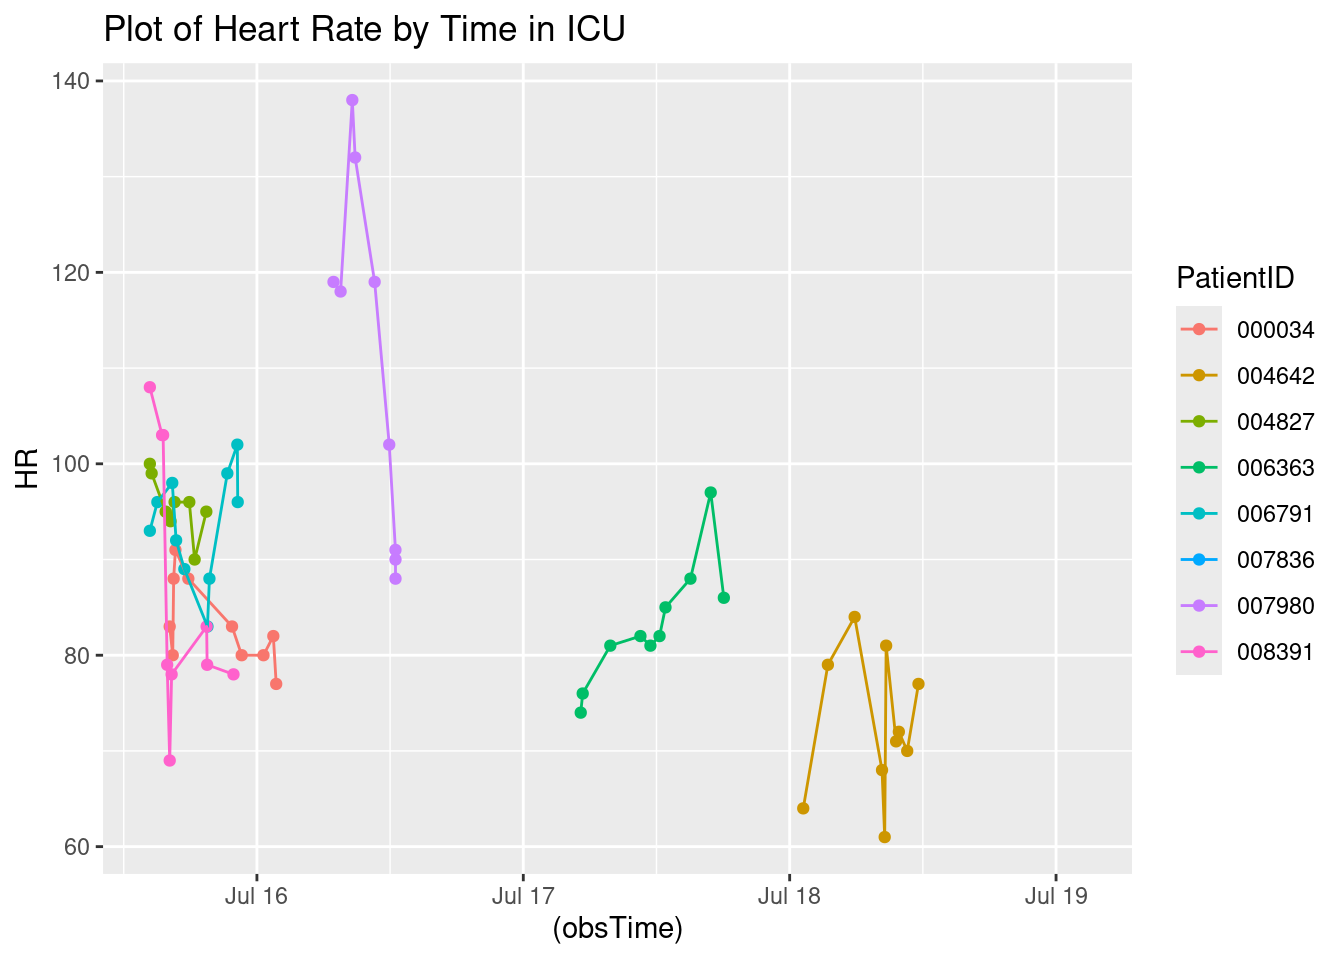 Plot of Heart Rate by Time in ICU
140
120
100
80
60
HR
Jul 16
Jul 17
Jul 18
Jul 19
(obsTime)
PatientID
000034
004642
004827
006363
006791
007836
007980
008391